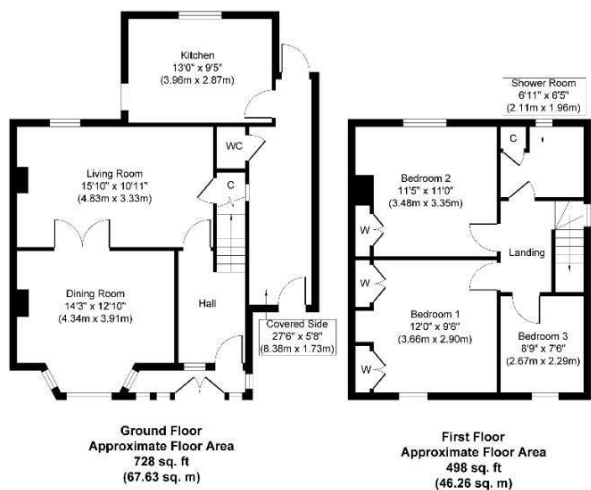 Kitchen
13'0" x 9'5"
(3.96m x 2.87m)
WC
Living Room
15'10" x 10'11"
(4.83m x 3.33m)
C
Dining Room
14'3" x 12'10"
(4.34m x 3.91m)
Hall
Covered Side
27'6" x 5'8"
(8.38m x 1.73m)
Ground Floor
Approximate Floor Area
728 sq. ft
(67.63 sq. m)
Shower Room
6'11" x 6'5"
(2.11m x 1.96m)
C
Bedroom 2
11'5" x 11'0"
(3.48m x 3.35m)
W
Landing
W
Bedroom 1
12'0" x 9'6"
(3.66m x 2.90m)
W
Bedroom 3
8'9" x 7'6"
(2.67m x 2.29m)
First Floor
Approximate Floor Area
498 sq. ft
(46.26 sq. m)